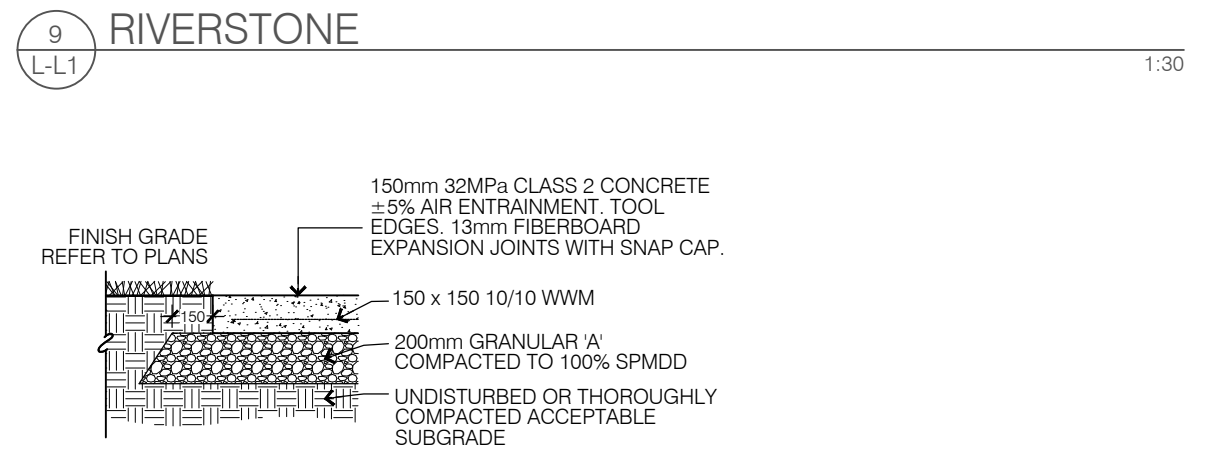 9
L-L1
RIVERSTONE
1:30
150mm 32MPa CLASS 2 CONCRETE
±5% AIR ENTRAINMENT. TOOL
EDGES. 13mm FIBERBOARD
EXPANSION JOINTS WITH SNAP CAP.
FINISH GRADE
REFER TO PLANS
150 x 150 10/10 WWM
150
200mm GRANULAR 'A'
COMPACTED TO 100% SPMDD
UNDISTURBED OR THOROUGHLY
COMPACTED ACCEPTABLE
SUBGRADE